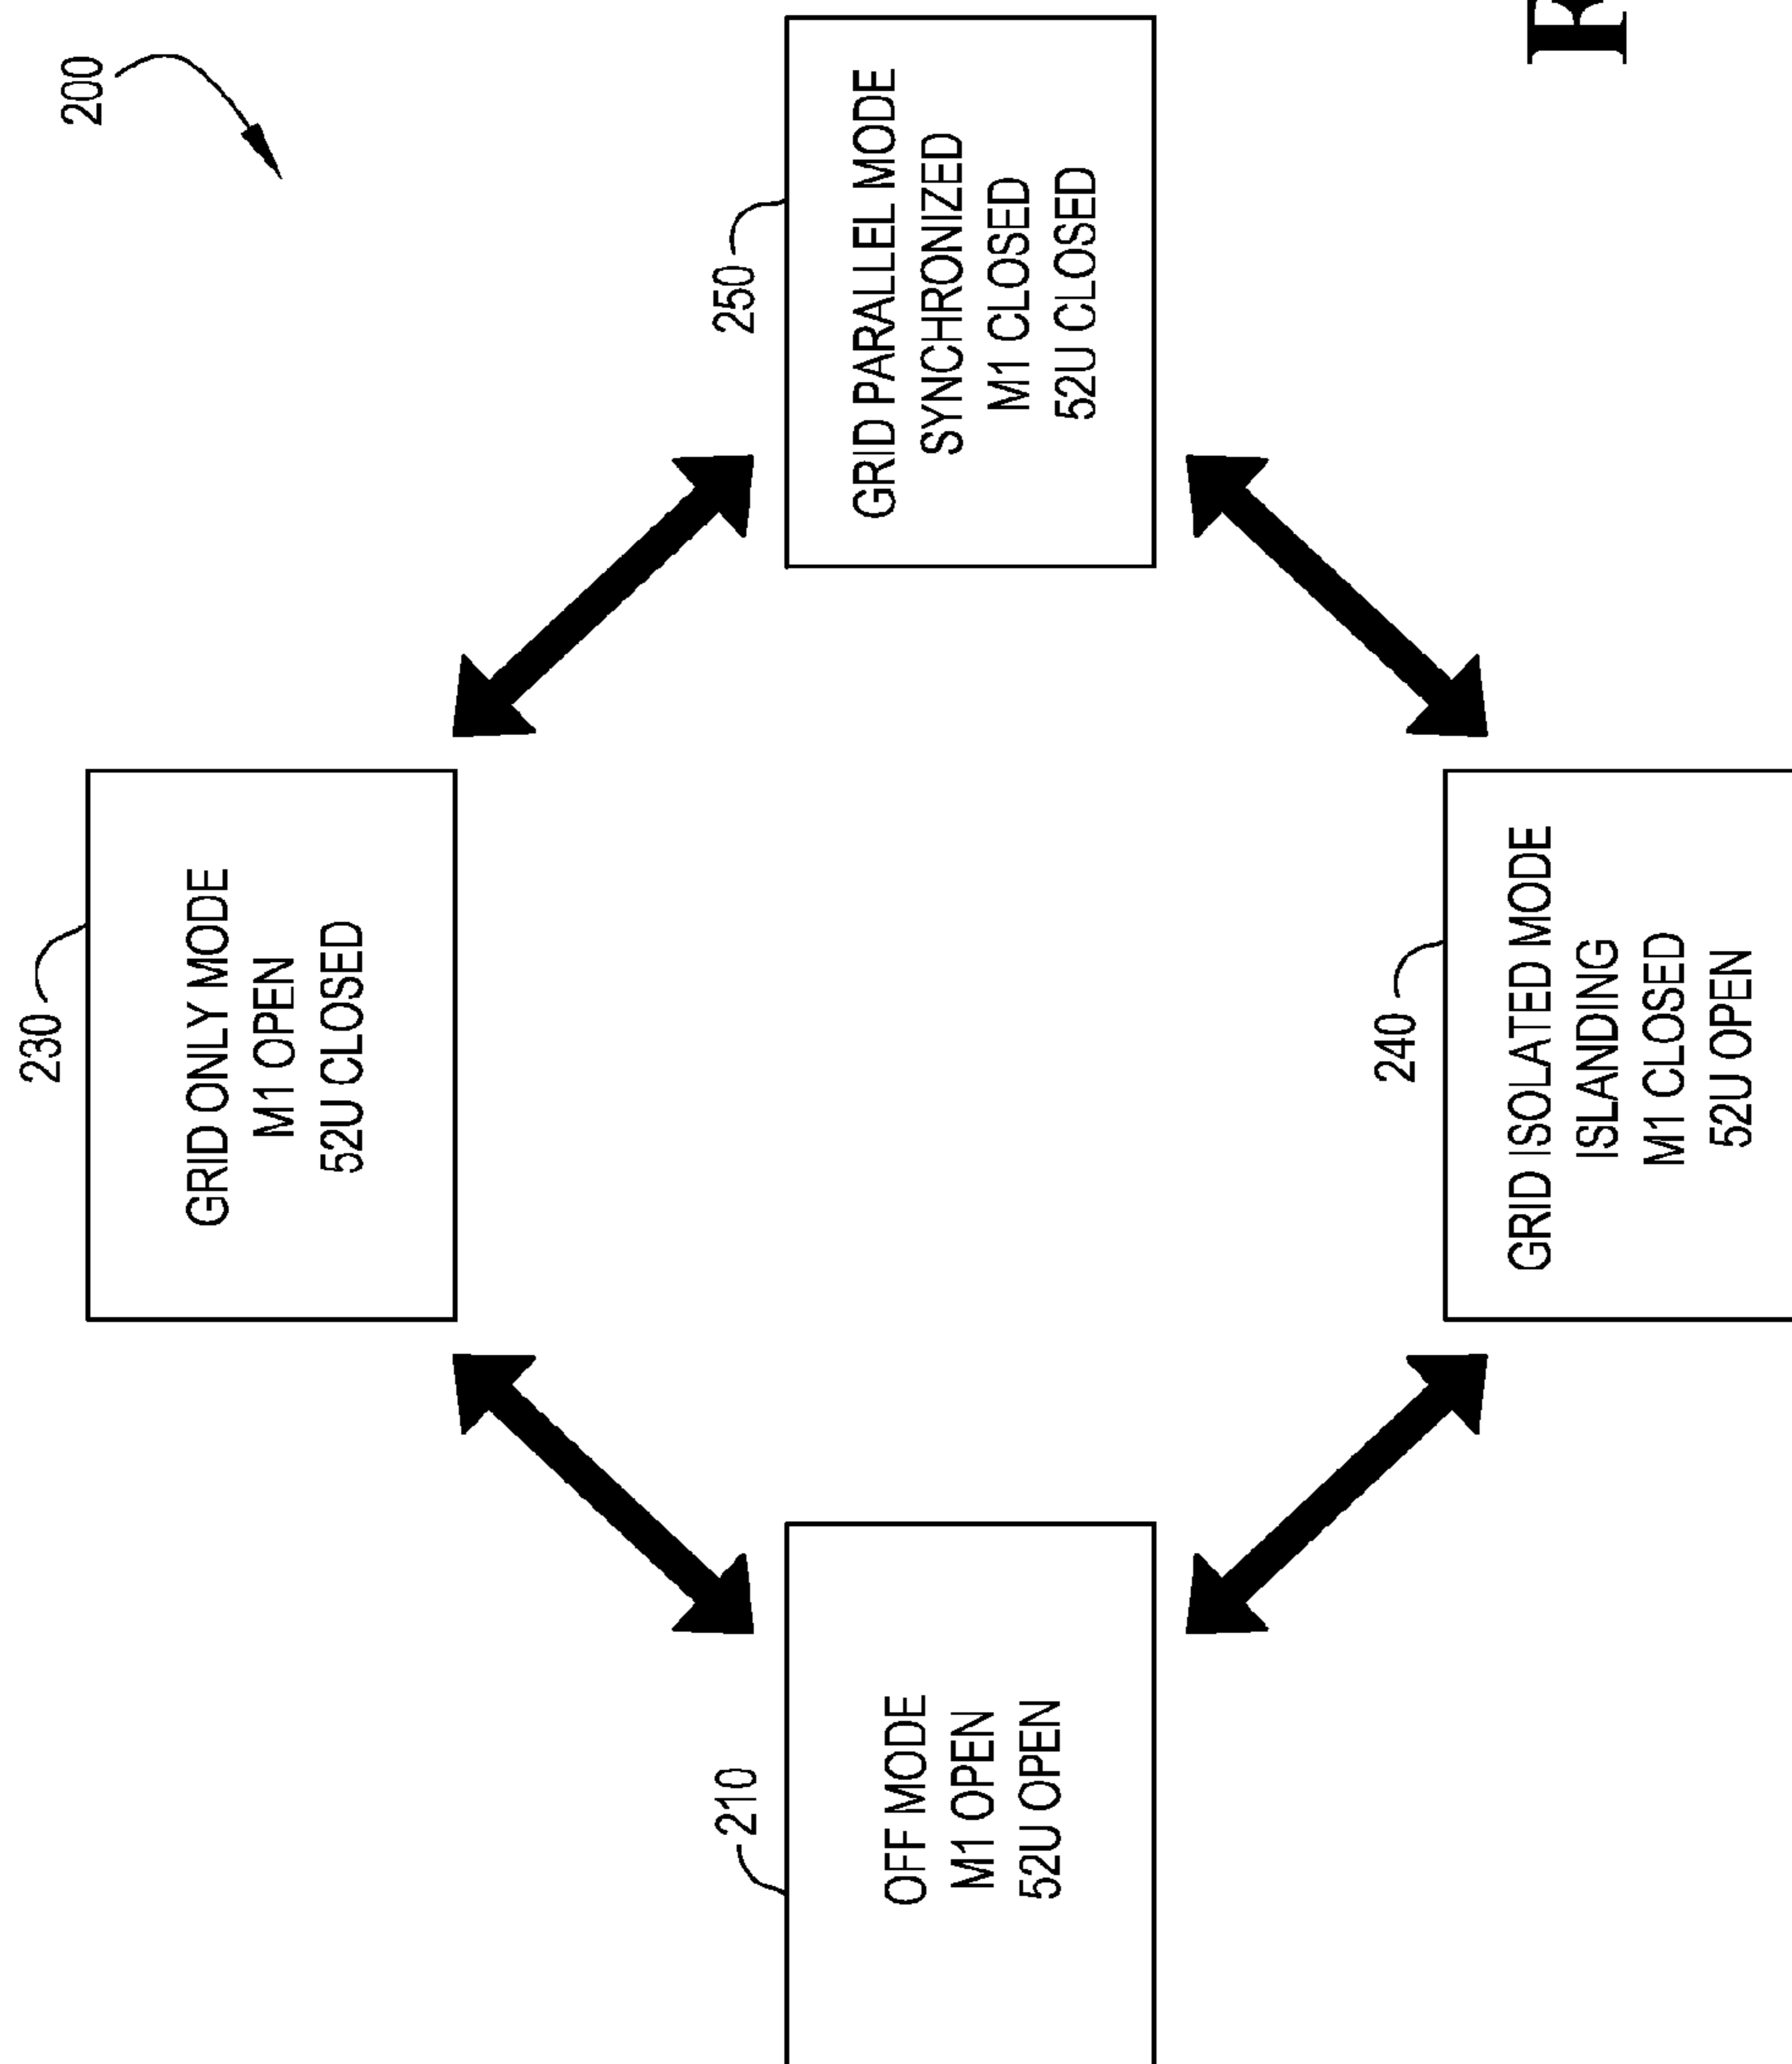 200
230
GRID ONLY MODE
M1 OPEN
52U CLOSED
210
OFF MODE
M1 OPEN
52U OPEN
250
GRID PARALLEL MODE
SYNCHRONIZED
M1 CLOSED
52U CLOSED
240
GRID ISOLATED MODE
ISLANDING
M1 CLOSED
52U OPEN